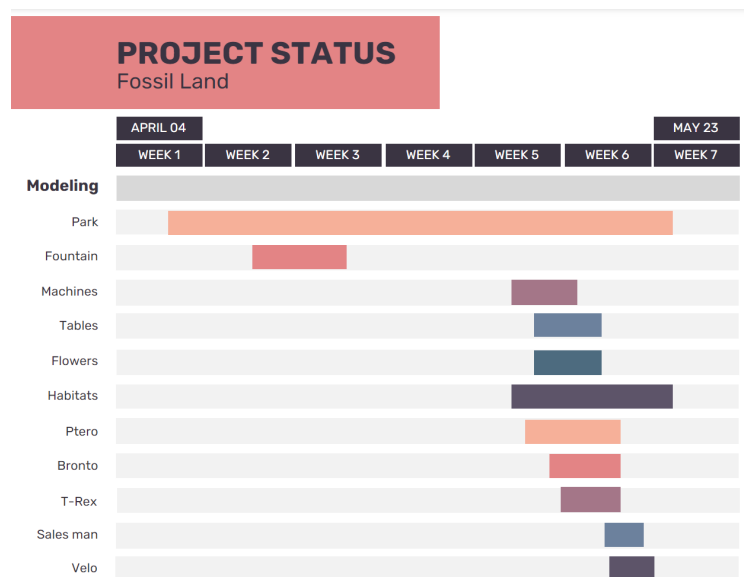 PROJECT STATUS
Fossil Land
APRIL 04 MAY 23
WEEK 1 WEEK 2 WEEK 3 WEEK 4 WEEK 5 WEEK 6 WEEK 7
Modeling
Park
Fountain
Machines
Tables
Flowers
Habitats
Ptero
Bronto
T-Rex
Sales man
Velo